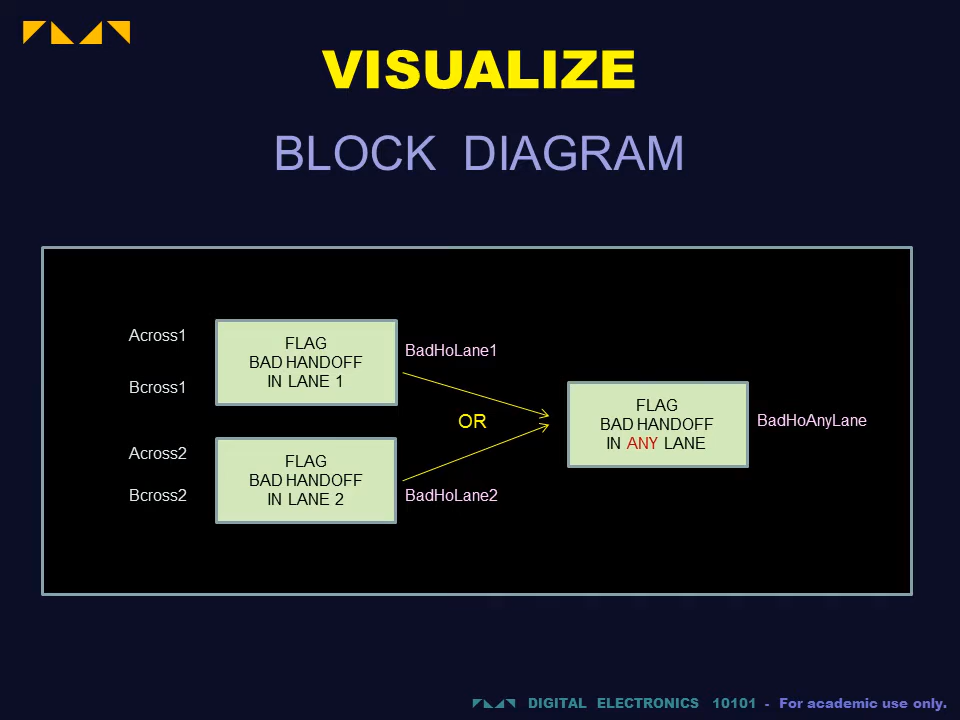 VISUALIZE
BLOCK DIAGRAM
Across1
Bcross1
FLAG
BAD HANDOFF
IN LANE 1
BadHoLane1
OR
Across2
Bcross2
FLAG
BAD HANDOFF
IN LANE 2
BadHoLane2
FLAG
BAD HANDOFF
IN ANY LANE
BadHoAnyLane
DIGITAL ELECTRONICS 10101 - For academic use only.